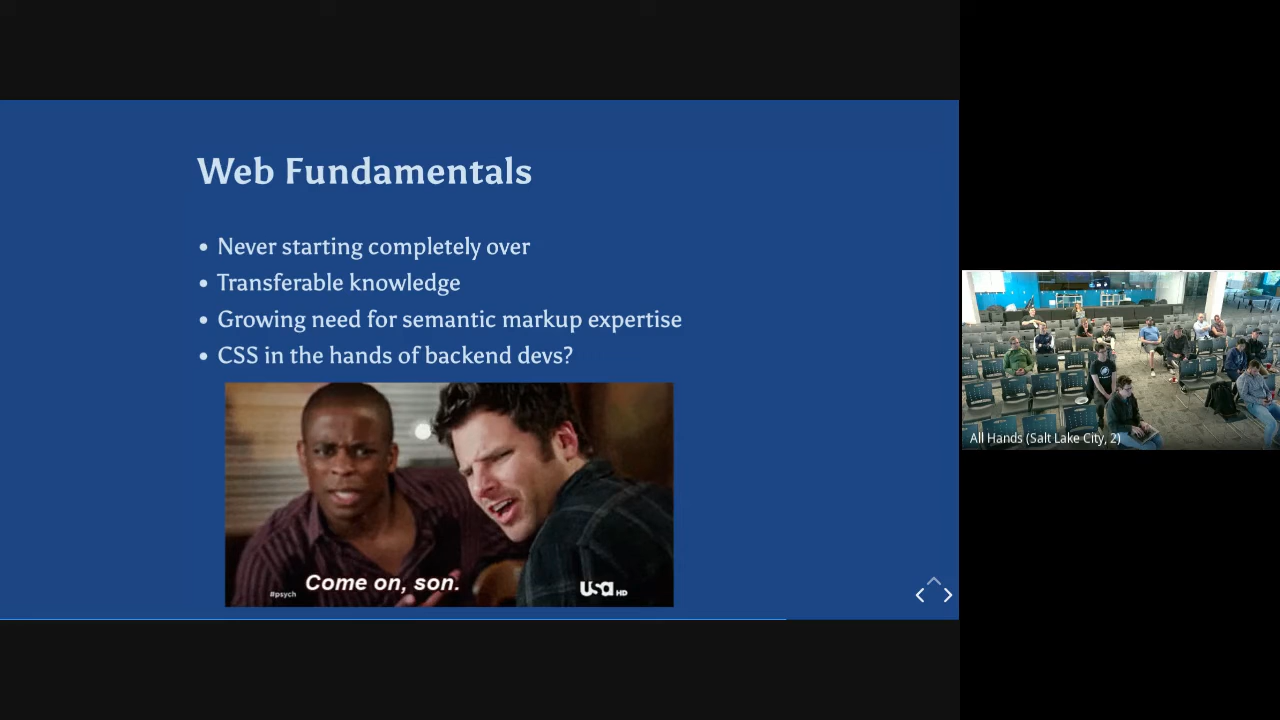 Web Fundamentals
• Never starting completely over
• Transferable knowledge
• Growing need for semantic markup expertise
• CSS in the hands of backend devs?
Come on, son.
#psych
usa HD
All Hands (Salt Lake City, 2)